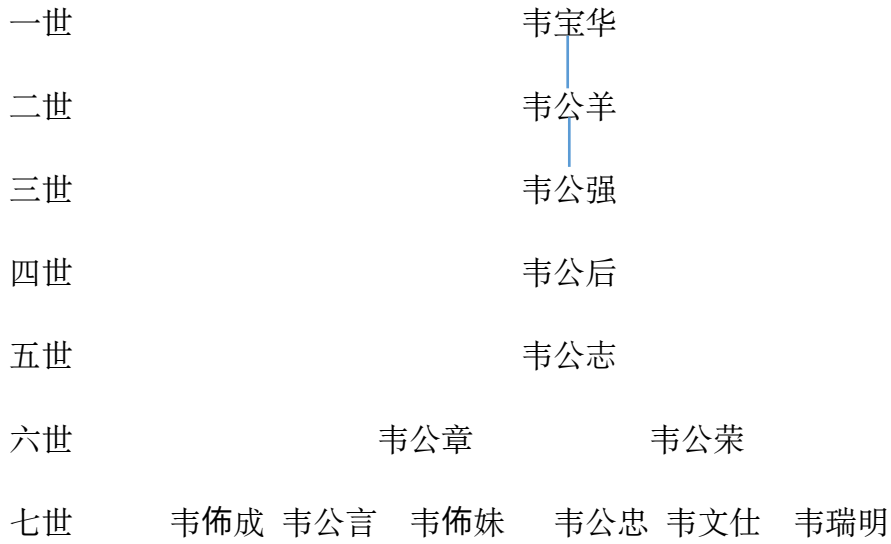 一世 韦宝华
二世 韦公羊
三世 韦公强
四世 韦公后
五世 韦公志
六世 韦公章 韦公荣
七世 韦佈成 韦公言 韦佈妹 韦公忠 韦文仕 韦瑞明